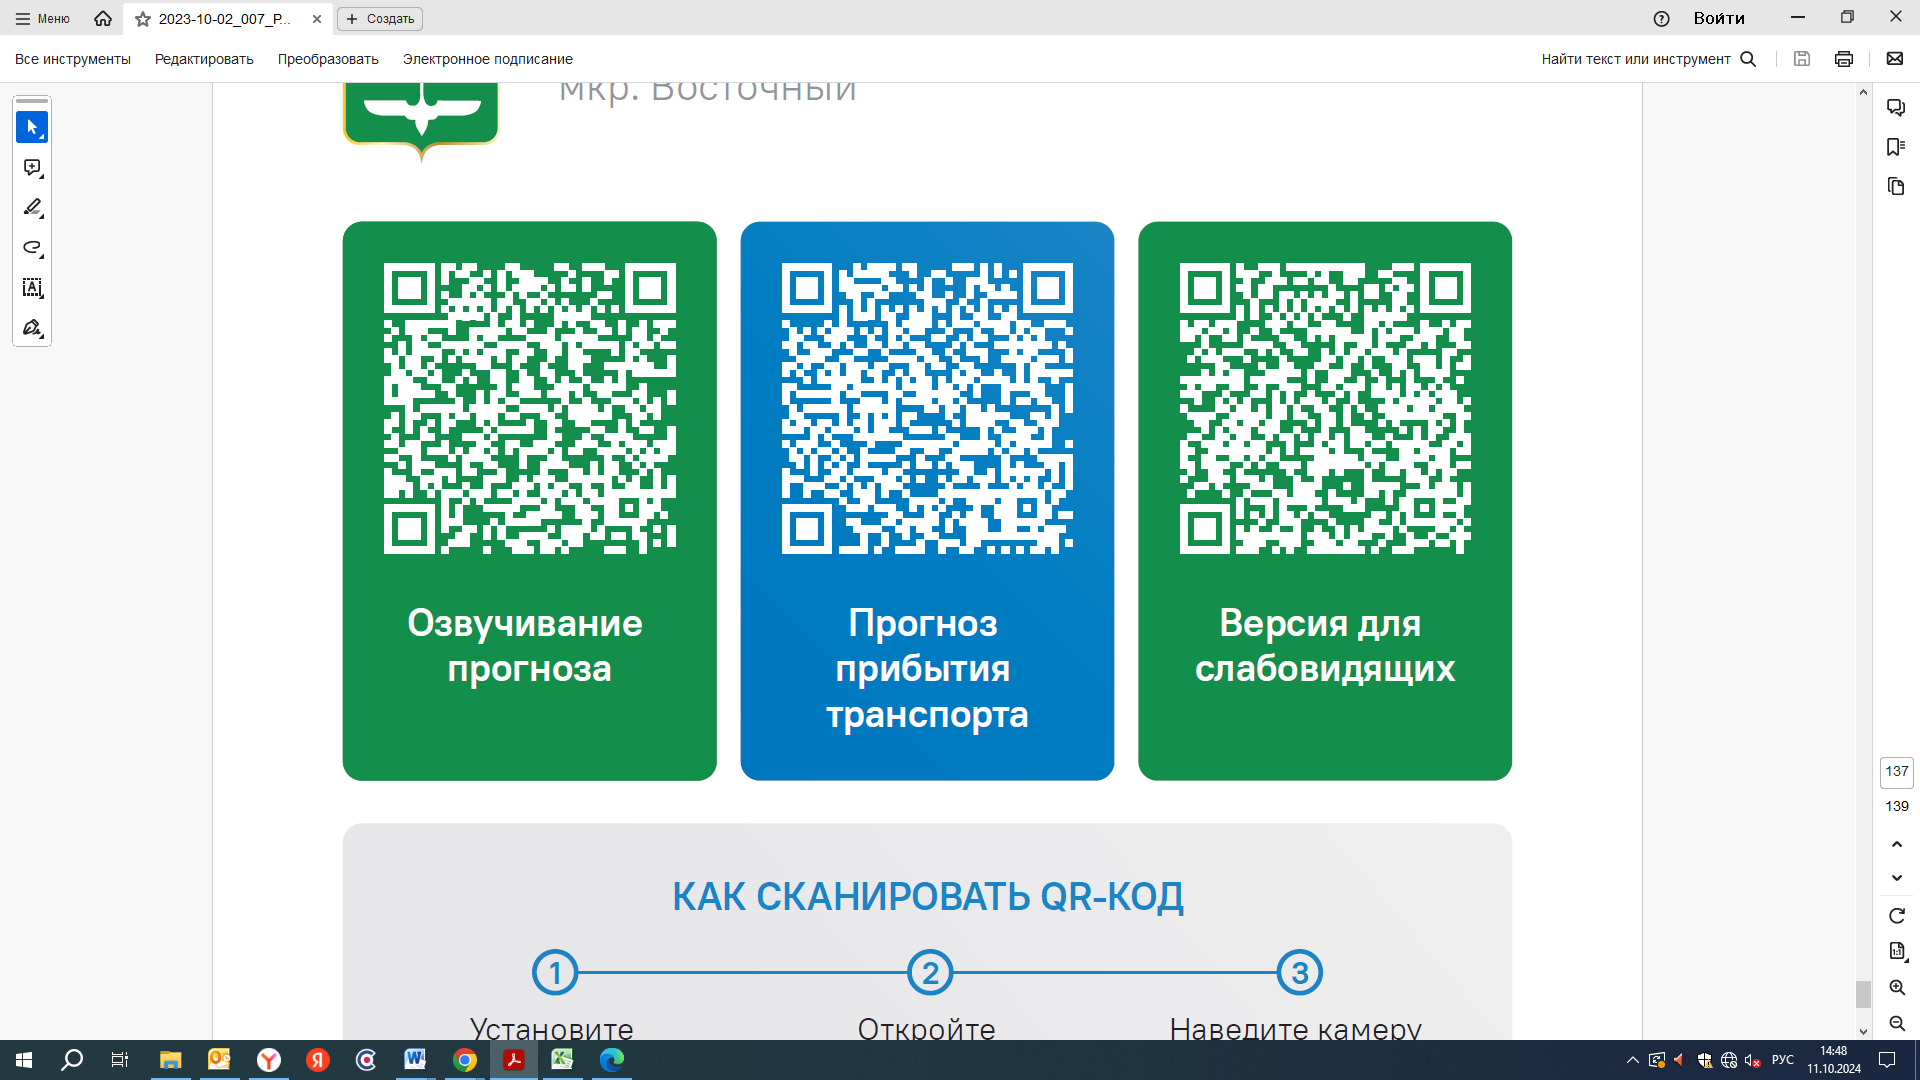 Меню
2023-10-02_007_Р...
Создать
Войти
Все инструменты
Редактировать
Преобразовать
Электронное подписание
Найти текст или инструмент
мкр. Восточный
Озвучивание
прогноза
Прогноз
прибытия
транспорта
Версия для
слабовидящих
137
139
КАК СКАНИРОВАТЬ QR-КОД
1
2
3
Установите
Откройте
Наведите камеру
РУС
14:48
11.10.2024